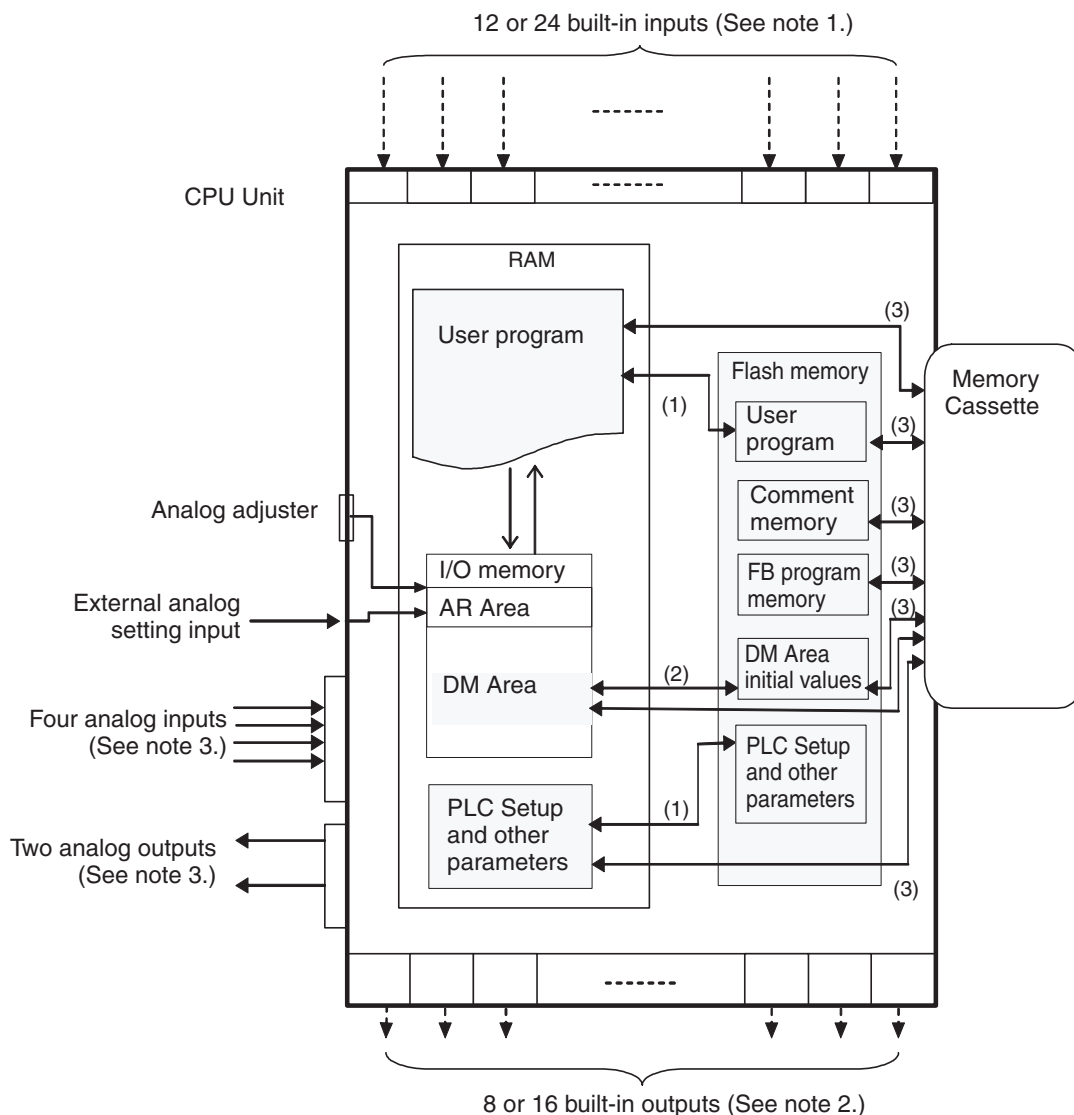 12 or 24 built-in inputs (See note 1.)
CPU Unit
RAM
User program
(3)
Flash memory
Memory
Cassette
(1)
User
program
(3)
Comment
memory
(3)
Analog adjuster
I/O memory
FB program
memory
(3)
External analog
setting input
AR Area
(3)
DM Area
(2)
DM Area
initial values
Four analog inputs
(See note 3.)
PLC Setup
and other
parameters
PLC Setup
and other
parameters
(1)
Two analog outputs
(See note 3.)
(3)
8 or 16 built-in outputs (See note 2.)